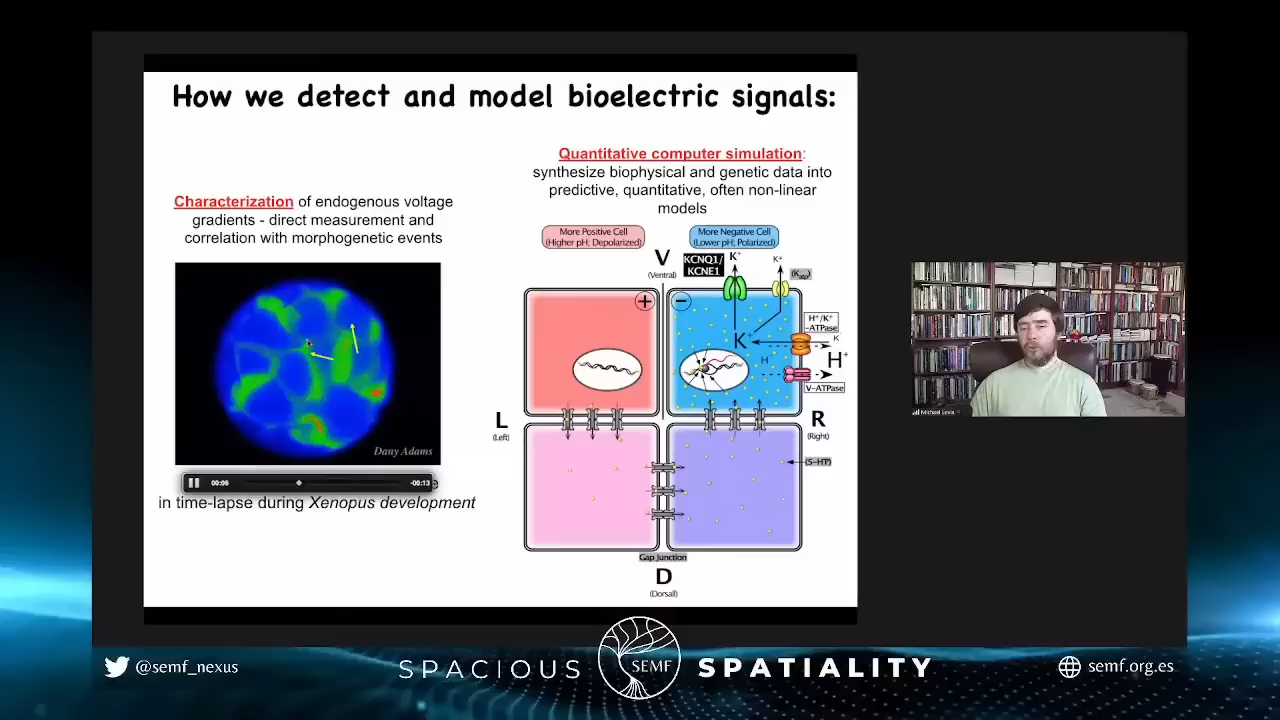 How we detect and model bioelectric signals:
Characterization of endogenous voltage
gradients - direct measurement and
correlation with morphogenetic events
Dany Adams
00:06
-00:13
in time-lapse during Xenopus development
Quantitative computer simulation:
synthesize biophysical and genetic data into
predictive, quantitative, often non-linear
models
More Positive Cell
(Higher pH; Depolarized)
More Negative Cell
(Lower pH; Polarized)
V
(Ventral)
KCNQ1/
KCNE1
K+
K+
(Katp)
+
−
H+/K+
-ATPase
K+
K
H
H+
V-ATPase
L
(Left)
R
(Right)
(5-HT)
Gap Junction
D
(Dorsal)
Michael Levin
@semf_nexus
SPACIOUS
SEMF
SPATIALITY
semf.org.es